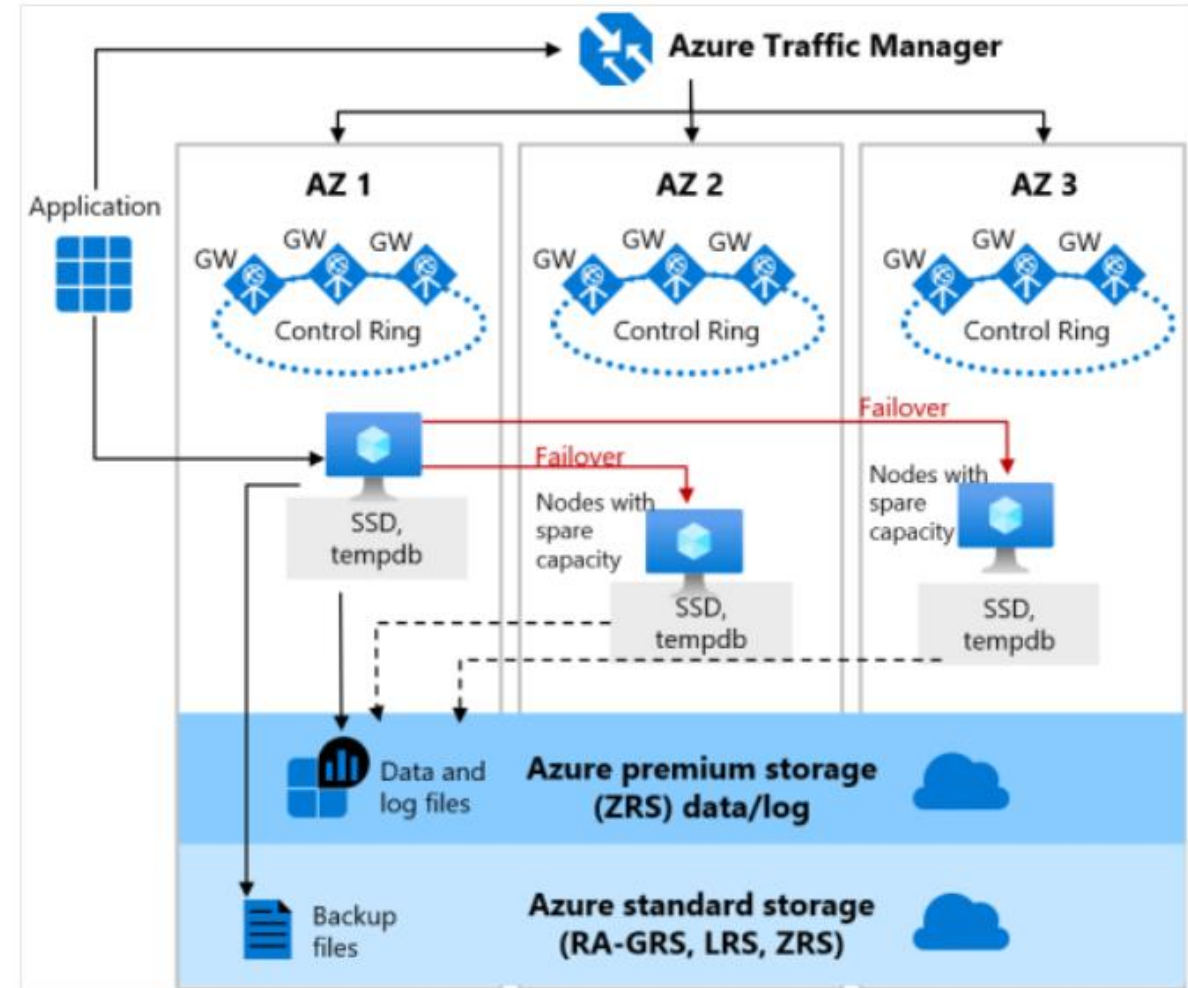 Azure Traffic Manager
Application
AZ 1
GW
GW
GW
Control Ring
AZ 2
GW
GW
GW
Control Ring
AZ 3
GW
GW
GW
Control Ring
Failover
Failover
SSD,
tempdb
Nodes with
spare
capacity
SSD,
tempdb
Nodes with
spare
capacity
SSD,
tempdb
Data and
log files
Azure premium storage
(ZRS) data/log
Backup
files
Azure standard storage
(RA-GRS, LRS, ZRS)